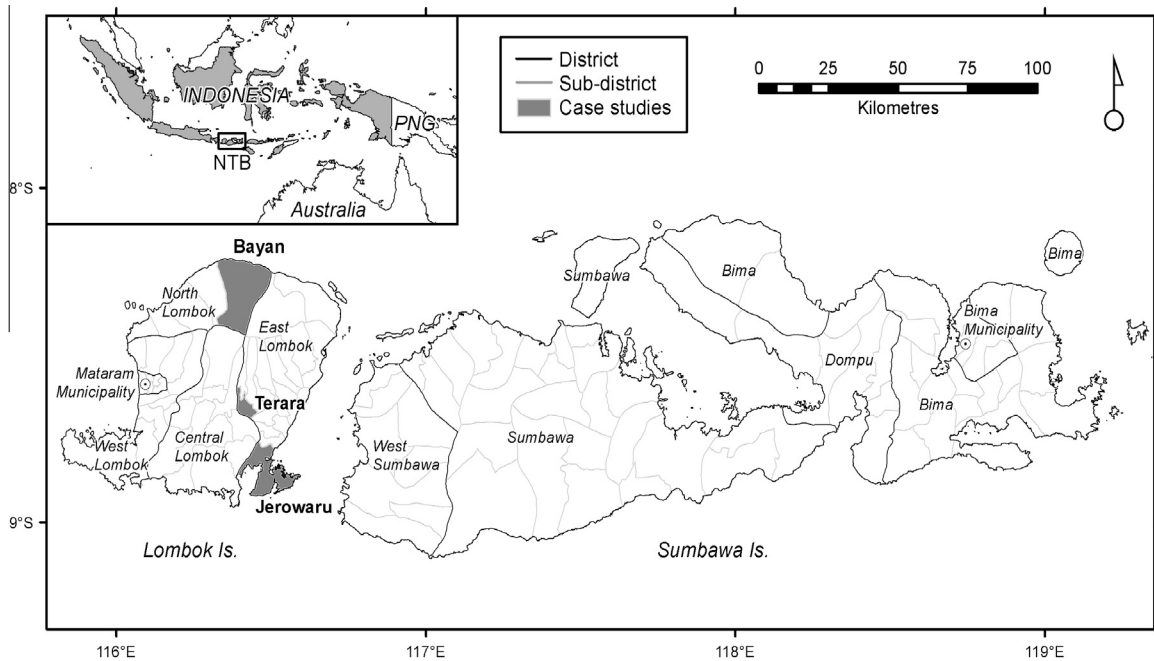 INDONESIA
PNG
NTB
Australia
District
Sub-district
Case studies
0 25 50 75 100
Kilometres
8°S
Bayan
North
Lombok
East
Lombok
Mataram
Municipality
Terara
West
Lombok
Central
Lombok
Jerowaru
Sumbawa
Bima
Bima
Bima
Municipality
Dompu
Bima
West
Sumbawa
Sumbawa
9°S
Lombok Is.
Sumbawa Is.
116°E 117°E 118°E 119°E